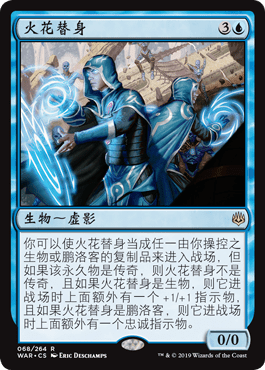 火花替身 3
生物～虚影
你可以使火花替身当成任一由你操控之
生物或鹏洛客的复制品来进入战场，但
如果该永久物是传奇，则火花替身不是
传奇，且如果火花替身是生物，则它进
战场时上面额外有一个+1/+1指示物，
且如果火花替身是鹏洛客，则它进战场
时上面额外有一个忠诚指示物。
0/0
068/264 R
WAR • CS ERIC DESCHAMPS
™ & © 2019 Wizards of the Coast